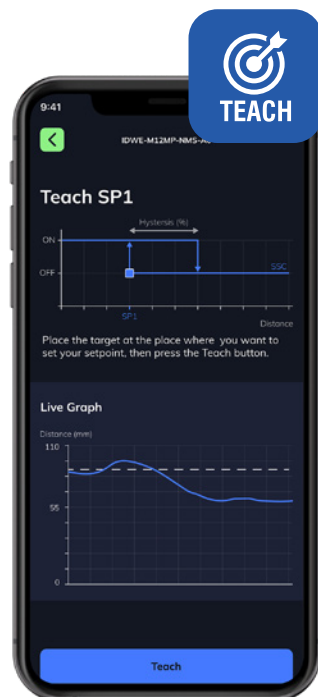 TEACH
9:41
IDWE-M12MP-NMS-A
Teach SP1
Hystersis (%)
ON
OFF
SSC
SP1
Distance
Place the target at the place where you want to
set your setpoint, then press the Teach button.
Live Graph
Distance (mm)
110
55
0
Teach